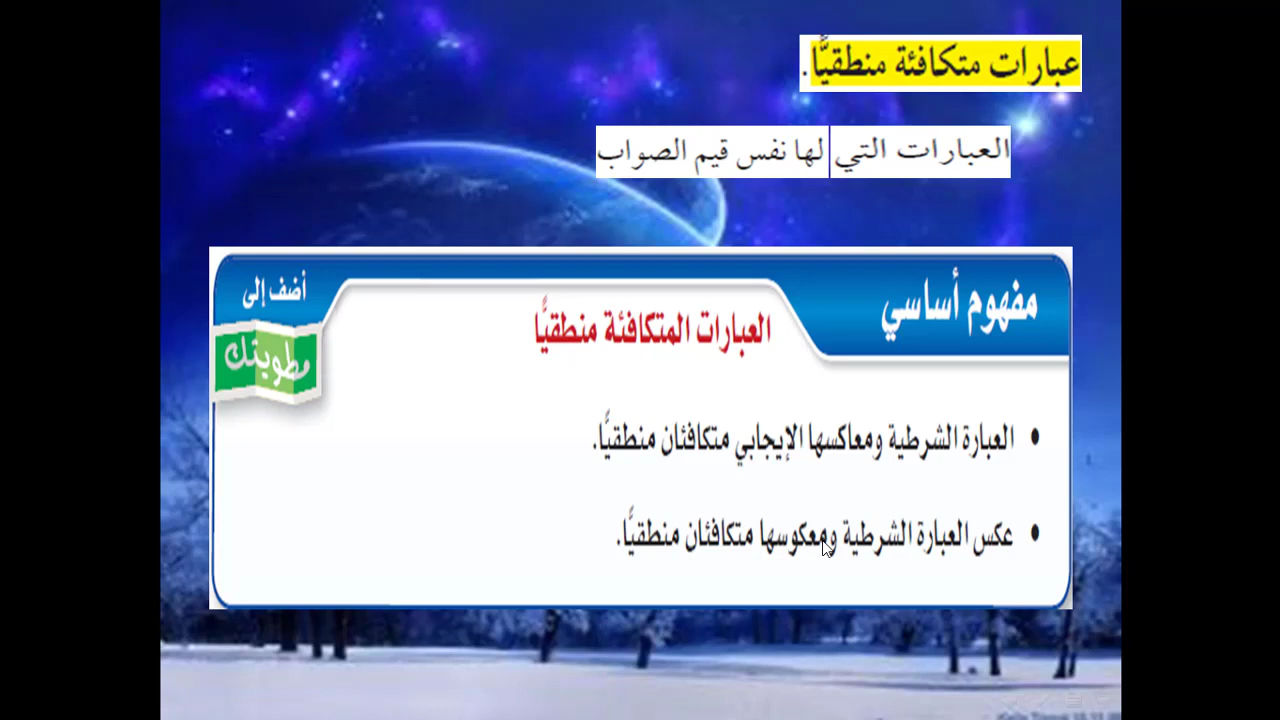 عبارات متكافئة منطقيًّا.
العبارات التي لها نفس قيم الصواب
مفهوم أساسي
أضف إلى
مطويتك
العبارات المتكافئة منطقيًّا
• العبارة الشرطية ومعاكسها الإيجابي متكافئان منطقيًّا.
• عكس العبارة الشرطية ومعكوسها متكافئان منطقيًّا.